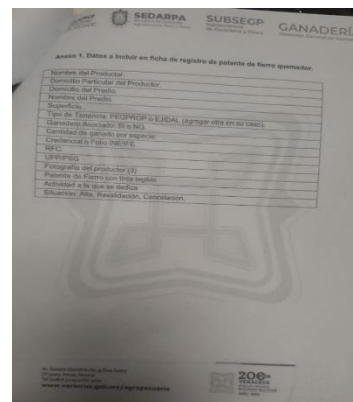 SEDARPA
SUBSEGP
GANADERÍA
Anexo 1. Datos a incluir en ficha de registro de patente de fierro quemador.
Nombre del Productor.
Domicilio Particular del Productor.
Domicilio del Predio.
Nombre del Predio.
Superficie.
Tipo de Tenencia: PEQPROP o EJIDAL (agregar otra en su caso).
Ganadero Asociado: SI o NO.
Cantidad de ganado por especie.
Credencial o Folio INE/IFE.
RFC.
UPP/PSG
Fotografía del productor (3)
Patente de Fierro con tinta legible
Actividad a la que se dedica
Situación: Alta, Revalidación, Cancelación.
www.veracruz.gob.mx/agropecuario
200
VERACRUZ